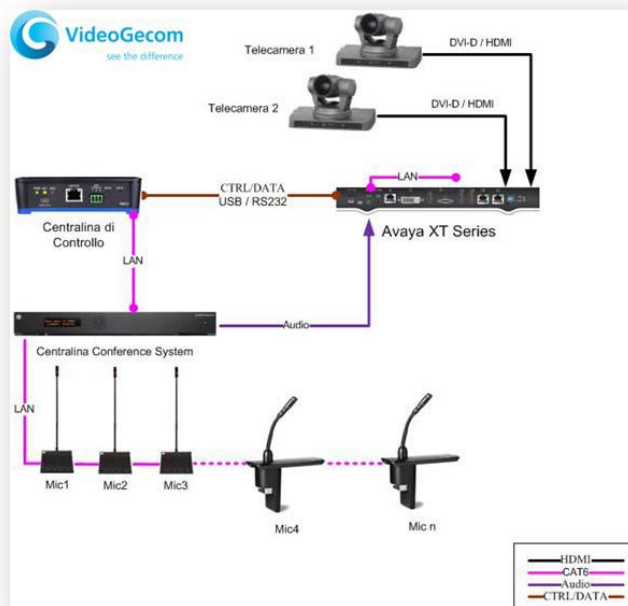 VideoGecom
see the difference
Telecamera 1
DVI-D / HDMI
Telecamera 2
DVI-D / HDMI
LAN
CTRL/DATA
USB / RS232
Centralina di
Controllo
Avaya XT Series
LAN
Audio
Centralina Conference System
LAN
Mic1
Mic2
Mic3
Mic4
Mic n
HDMI
CAT6
Audio
CTRL/DATA